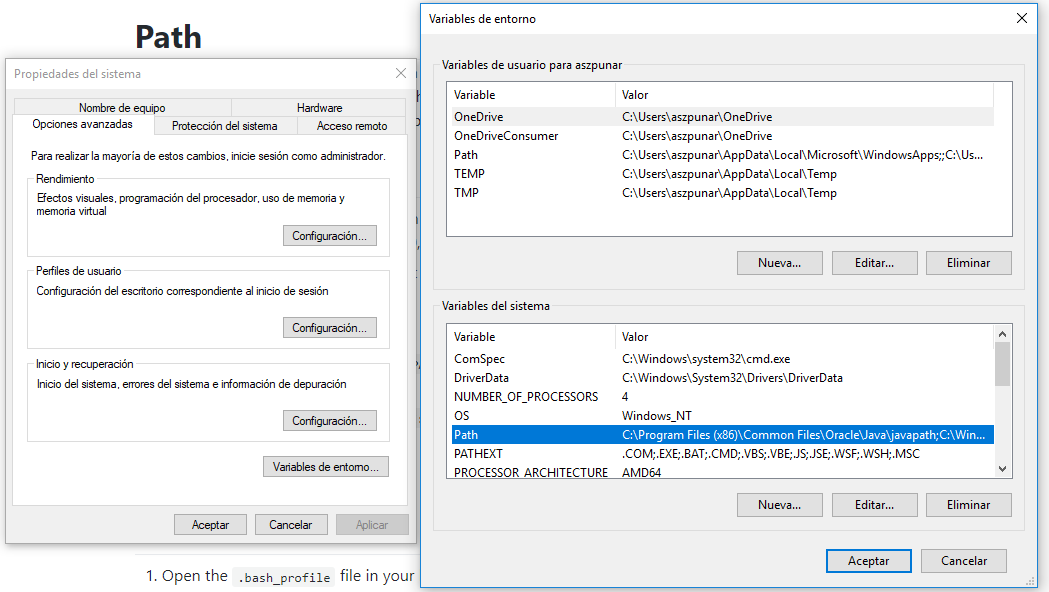 Path
Propiedades del sistema
Nombre de equipo
Hardware
Opciones avanzadas
Protección del sistema
Acceso remoto
Para realizar la mayoría de estos cambios, inicie sesión como administrador.
Rendimiento
Efectos visuales, programación del procesador, uso de memoria y
memoria virtual
Configuración...
Perfiles de usuario
Configuración del escritorio correspondiente al inicio de sesión
Configuración...
Inicio y recuperación
Inicio del sistema, errores del sistema e información de depuración
Configuración...
Variables de entorno...
Aceptar
Cancelar
Aplicar
1. Open the .bash_profile file in your
Variables de entorno
Variables de usuario para aszpunar
Variable Valor
OneDrive C:\Users\aszpunar\OneDrive
OneDriveConsumer C:\Users\aszpunar\OneDrive
Path C:\Users\aszpunar\AppData\Local\Microsoft\WindowsApps;;C:\Us...
TEMP C:\Users\aszpunar\AppData\Local\Temp
TMP C:\Users\aszpunar\AppData\Local\Temp
Nueva... Editar... Eliminar
Variables del sistema
Variable Valor
ComSpec C:\Windows\system32\cmd.exe
DriverData C:\Windows\System32\Drivers\DriverData
NUMBER_OF_PROCESSORS 4
OS Windows_NT
Path C:\Program Files (x86)\Common Files\Oracle\Java\javapath;C:\Win...
PATHEXT .COM;.EXE;.BAT;.CMD;.VBS;.VBE;.JS;.JSE;.WSF;.WSH;.MSC
PROCESSOR_ARCHITECTURE AMD64
Nueva... Editar... Eliminar
Aceptar Cancelar